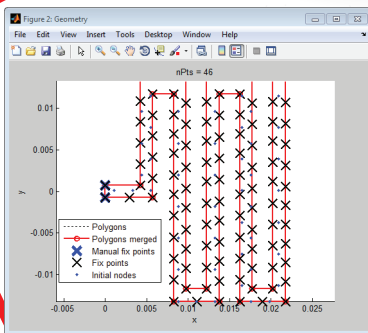 Figure 2: Geometry
File Edit View Insert Tools Desktop Window Help
nPts = 46
0.01
0.005
0
-0.005
-0.01
y
Polygons
Polygons merged
Manual fix points
Fix points
Initial nodes
-0.005 0 0.005 0.01 0.015 0.02 0.025
x